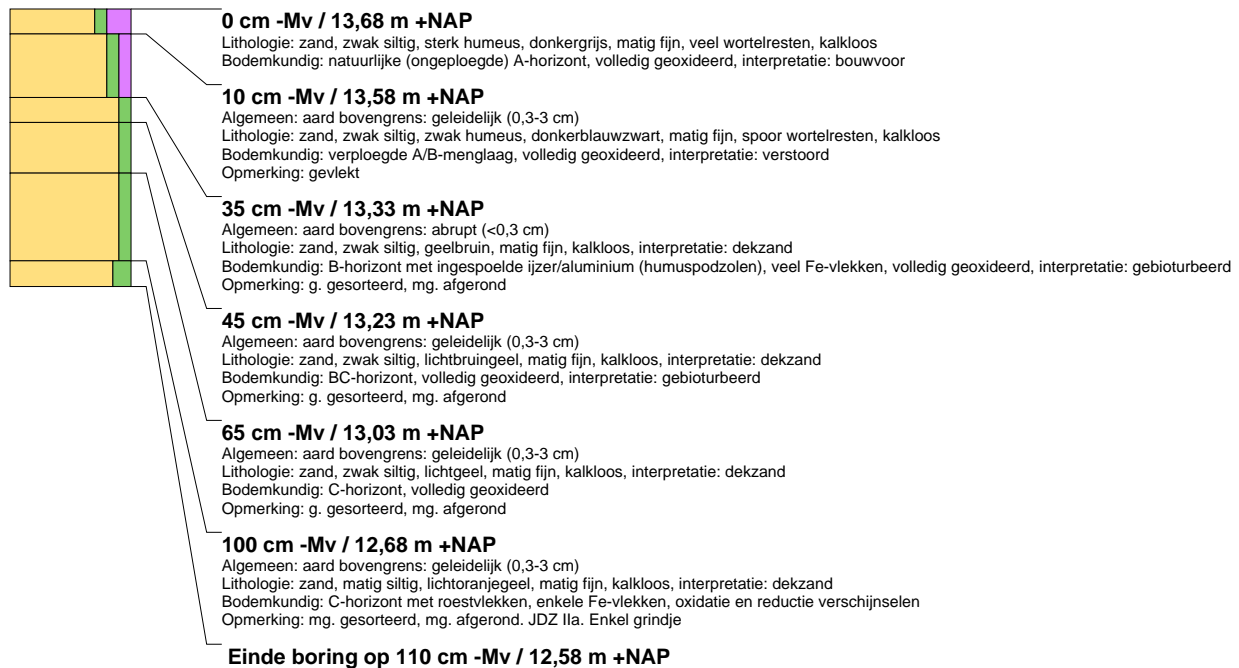 0 cm -Mv / 13,68 m +NAP
Lithologie: zand, zwak siltig, sterk humeus, donkergrijs, matig fijn, veel wortelresten, kalkloos
Bodemkundig: natuurlijke (ongeploegde) A-horizont, volledig geoxideerd, interpretatie: bouwvoor
10 cm -Mv / 13,58 m +NAP
Algemeen: aard bovengrens: geleidelijk (0,3-3 cm)
Lithologie: zand, zwak siltig, zwak humeus, donkerblauwzwart, matig fijn, spoor wortelresten, kalkloos
Bodemkundig: verploegde A/B-menglaag, volledig geoxideerd, interpretatie: verstoord
Opmerking: gevlekt
35 cm -Mv / 13,33 m +NAP
Algemeen: aard bovengrens: abrupt (<0,3 cm)
Lithologie: zand, zwak siltig, geelbruin, matig fijn, kalkloos, interpretatie: dekzand
Bodemkundig: B-horizont met ingespoelde ijzer/aluminium (humuspodzolen), veel Fe-vlekken, volledig geoxideerd, interpretatie: gebioturbeerd
Opmerking: g. gesorteerd, mg. afgerond
45 cm -Mv / 13,23 m +NAP
Algemeen: aard bovengrens: geleidelijk (0,3-3 cm)
Lithologie: zand, zwak siltig, lichtbruingeel, matig fijn, kalkloos, interpretatie: dekzand
Bodemkundig: BC-horizont, volledig geoxideerd, interpretatie: gebioturbeerd
Opmerking: g. gesorteerd, mg. afgerond
65 cm -Mv / 13,03 m +NAP
Algemeen: aard bovengrens: geleidelijk (0,3-3 cm)
Lithologie: zand, zwak siltig, lichtgeel, matig fijn, kalkloos, interpretatie: dekzand
Bodemkundig: C-horizont, volledig geoxideerd
Opmerking: g. gesorteerd, mg. afgerond
100 cm -Mv / 12,68 m +NAP
Algemeen: aard bovengrens: geleidelijk (0,3-3 cm)
Lithologie: zand, matig siltig, lichtoranjegeel, matig fijn, kalkloos, interpretatie: dekzand
Bodemkundig: C-horizont met roestvlekken, enkele Fe-vlekken, oxidatie en reductie verschijnselen
Opmerking: mg. gesorteerd, mg. afgerond. JDZ IIa. Enkel grindje
Einde boring op 110 cm -Mv / 12,58 m +NAP